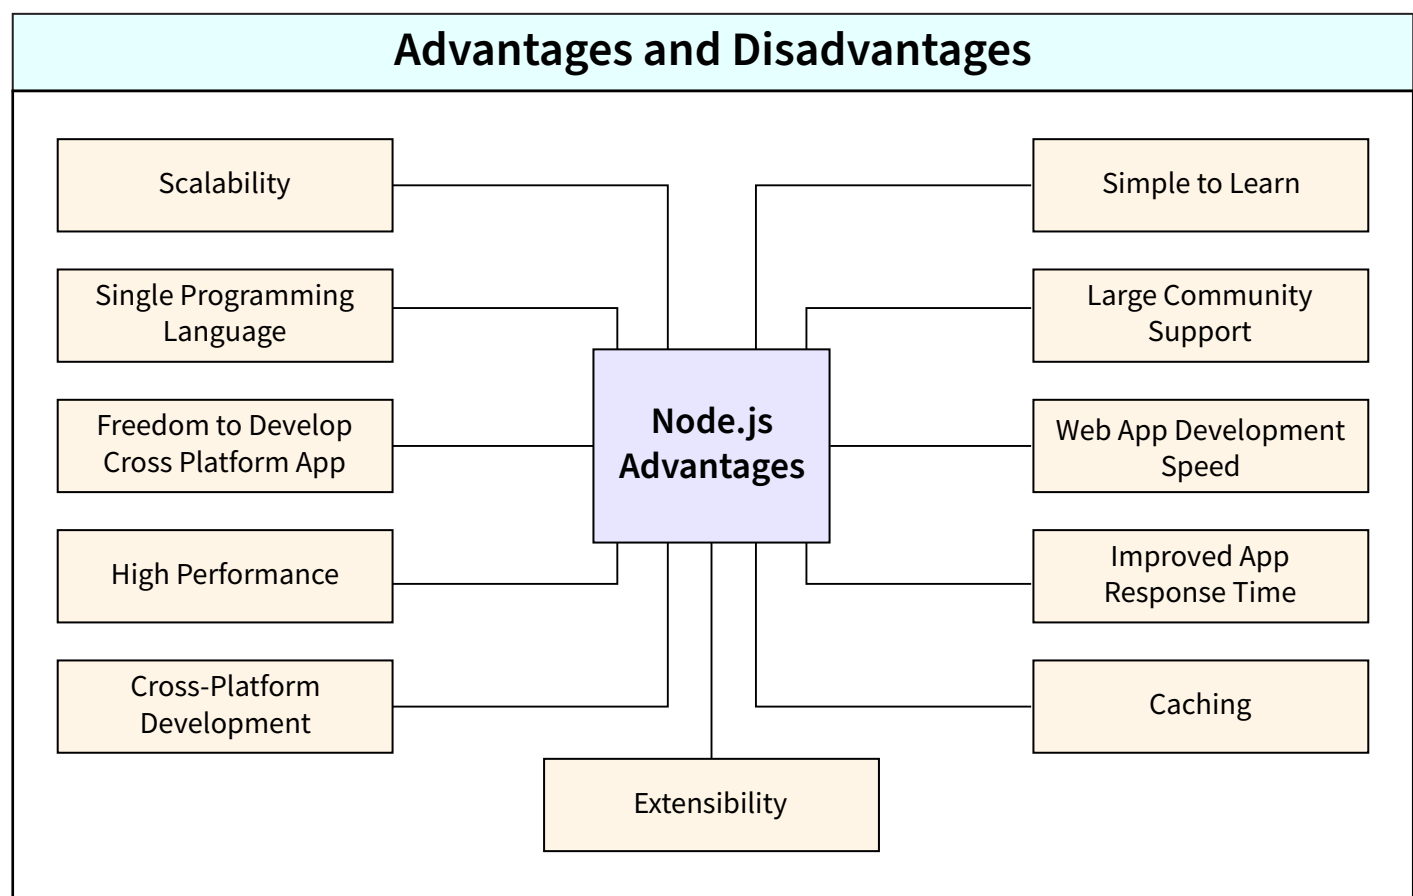 Advantages and Disadvantages
Scalability
Single Programming
Language
Freedom to Develop
Cross Platform App
High Performance
Cross-Platform
Development
Node.js
Advantages
Extensibility
Simple to Learn
Large Community
Support
Web App Development
Speed
Improved App
Response Time
Caching